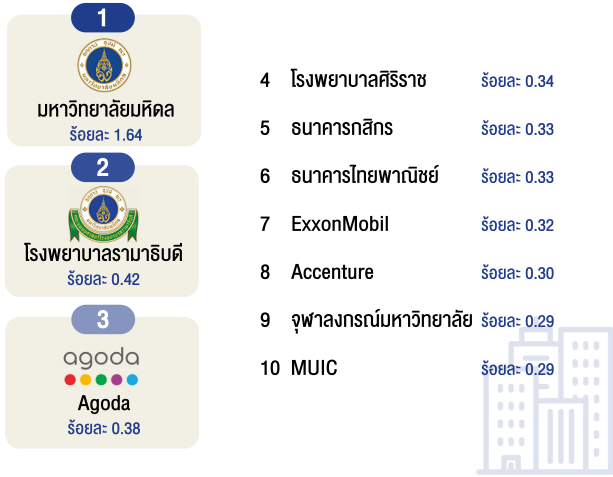 1
มหาวิทยาลัยมหิดล
ร้อยละ 1.64
2
โรงพยาบาลรามาธิบดี
ร้อยละ 0.42
3
agoda
Agoda
ร้อยละ 0.38
4 โรงพยาบาลศิริราช ร้อยละ 0.34
5 ธนาคารกสิกร ร้อยละ 0.33
6 ธนาคารไทยพาณิชย์ ร้อยละ 0.33
7 ExxonMobil ร้อยละ 0.32
8 Accenture ร้อยละ 0.30
9 จุฬาลงกรณ์มหาวิทยาลัย ร้อยละ 0.29
10 MUIC ร้อยละ 0.29